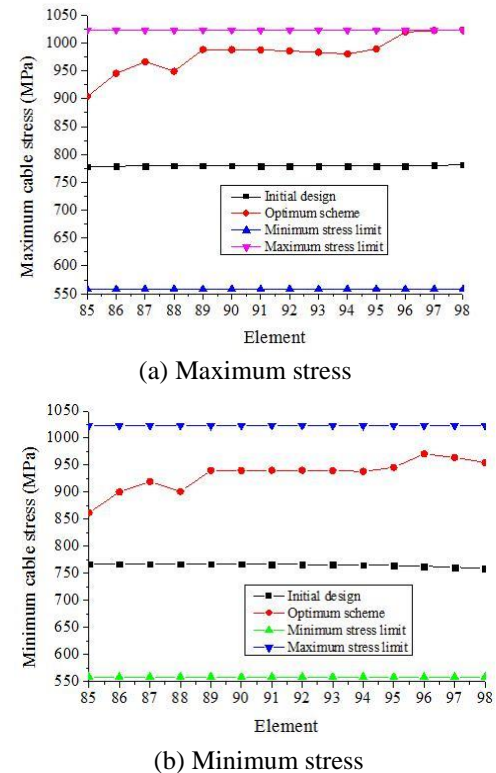 1050
1000
950
900
850
800
750
700
650
600
550
Maximum cable stress (MPa)
Initial design
Optimum scheme
Minimum stress limit
Maximum stress limit
85 86 87 88 89 90 91 92 93 94 95 96 97 98
Element
(a) Maximum stress
1050
1000
950
900
850
800
750
700
650
600
550
Minimum cable stress (MPa)
Initial design
Optimum scheme
Minimum stress limit
Maximum stress limit
85 86 87 88 89 90 91 92 93 94 95 96 97 98
Element
(b) Minimum stress